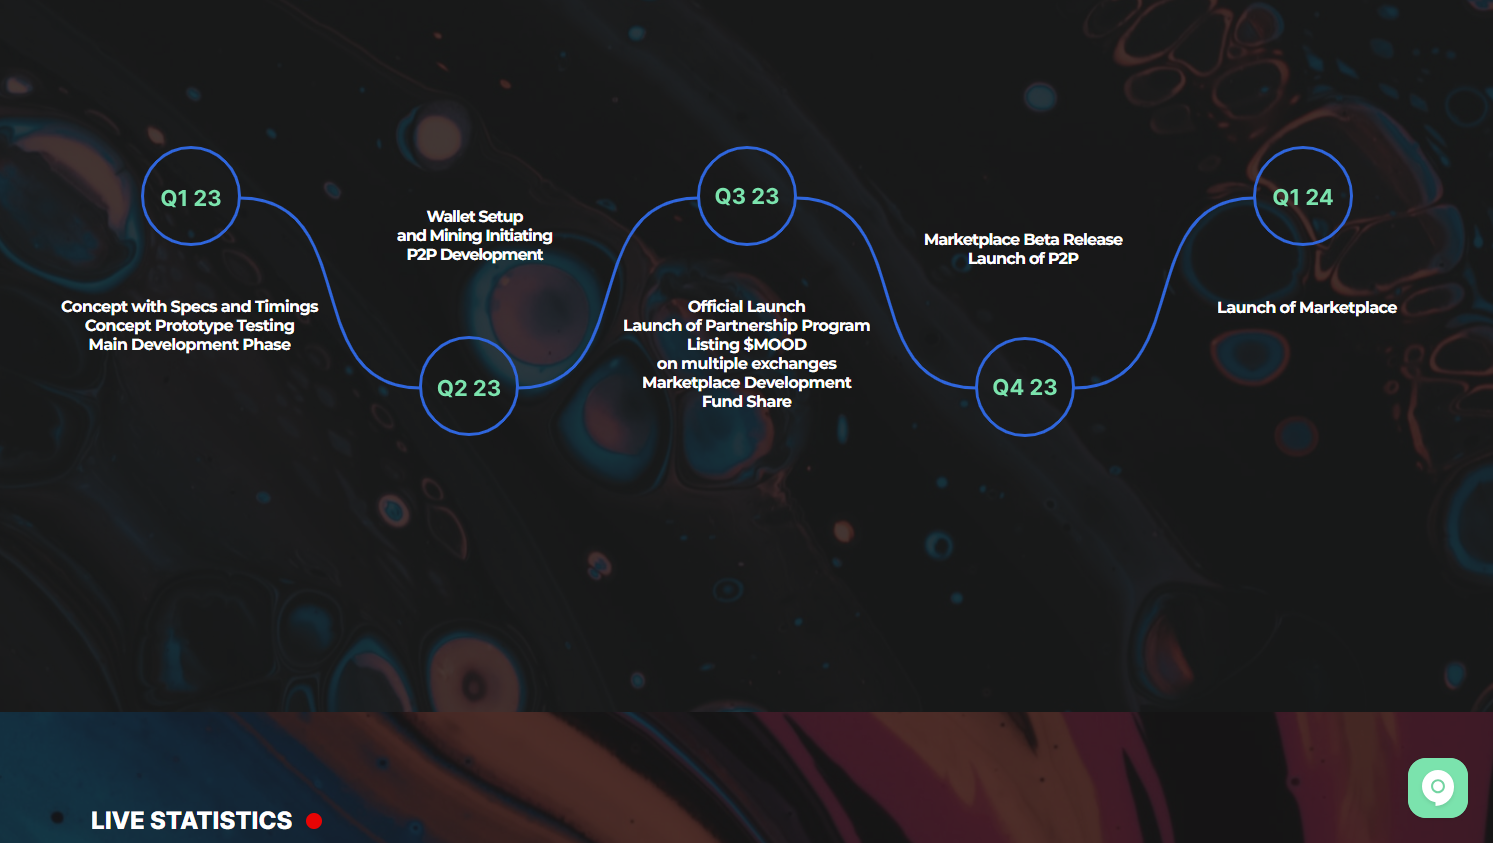 Q1 23
Concept with Specs and Timings
Concept Prototype Testing
Main Development Phase
Wallet Setup
and Mining Initiating
P2P Development
Q2 23
Q3 23
Official Launch
Launch of Partnership Program
Listing $MOOD
on multiple exchanges
Marketplace Development
Fund Share
Marketplace Beta Release
Launch of P2P
Q4 23
Q1 24
Launch of Marketplace
LIVE STATISTICS